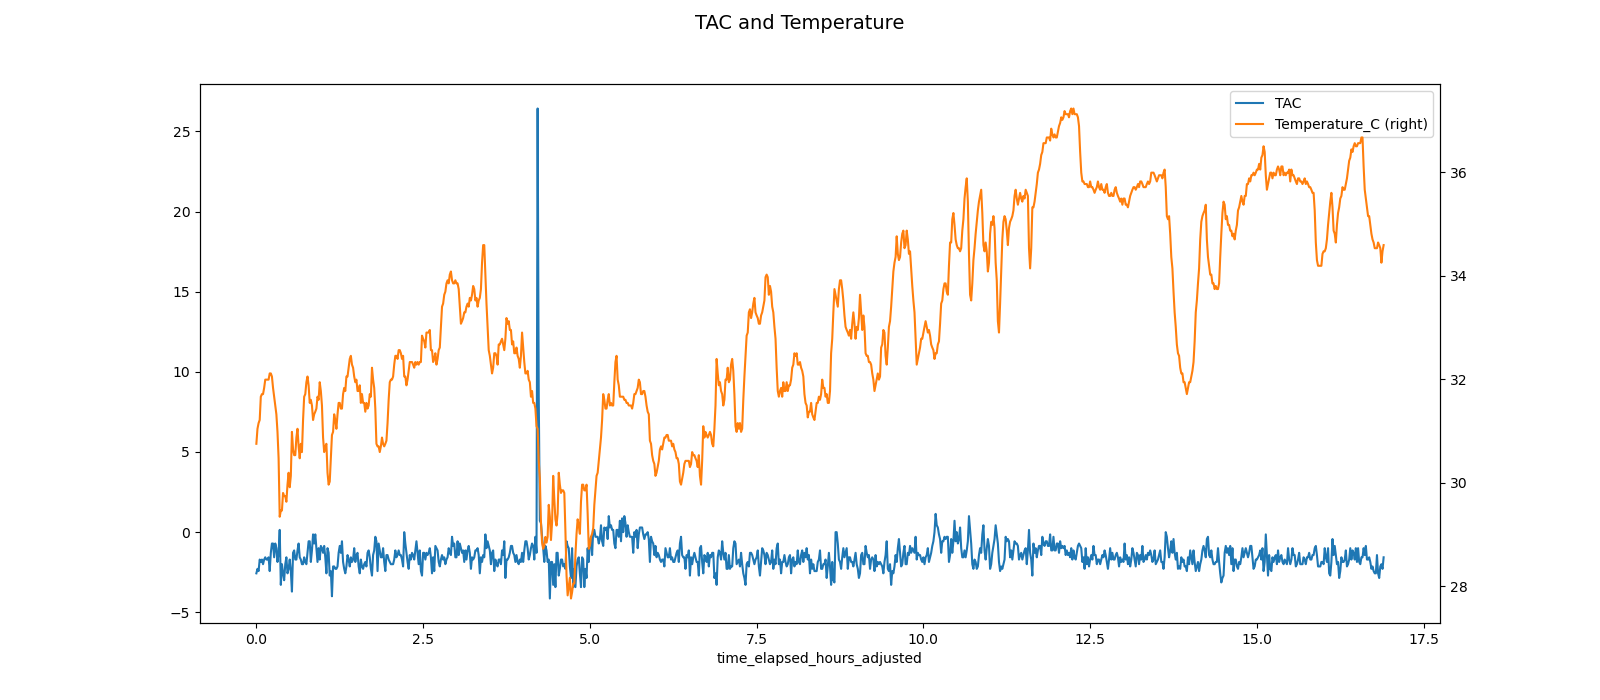 TAC and Temperature
TAC
Temperature_C (right)
25
20
15
10
5
0
−5
36
34
32
30
28
0.0 2.5 5.0 7.5 10.0 12.5 15.0 17.5
time_elapsed_hours_adjusted